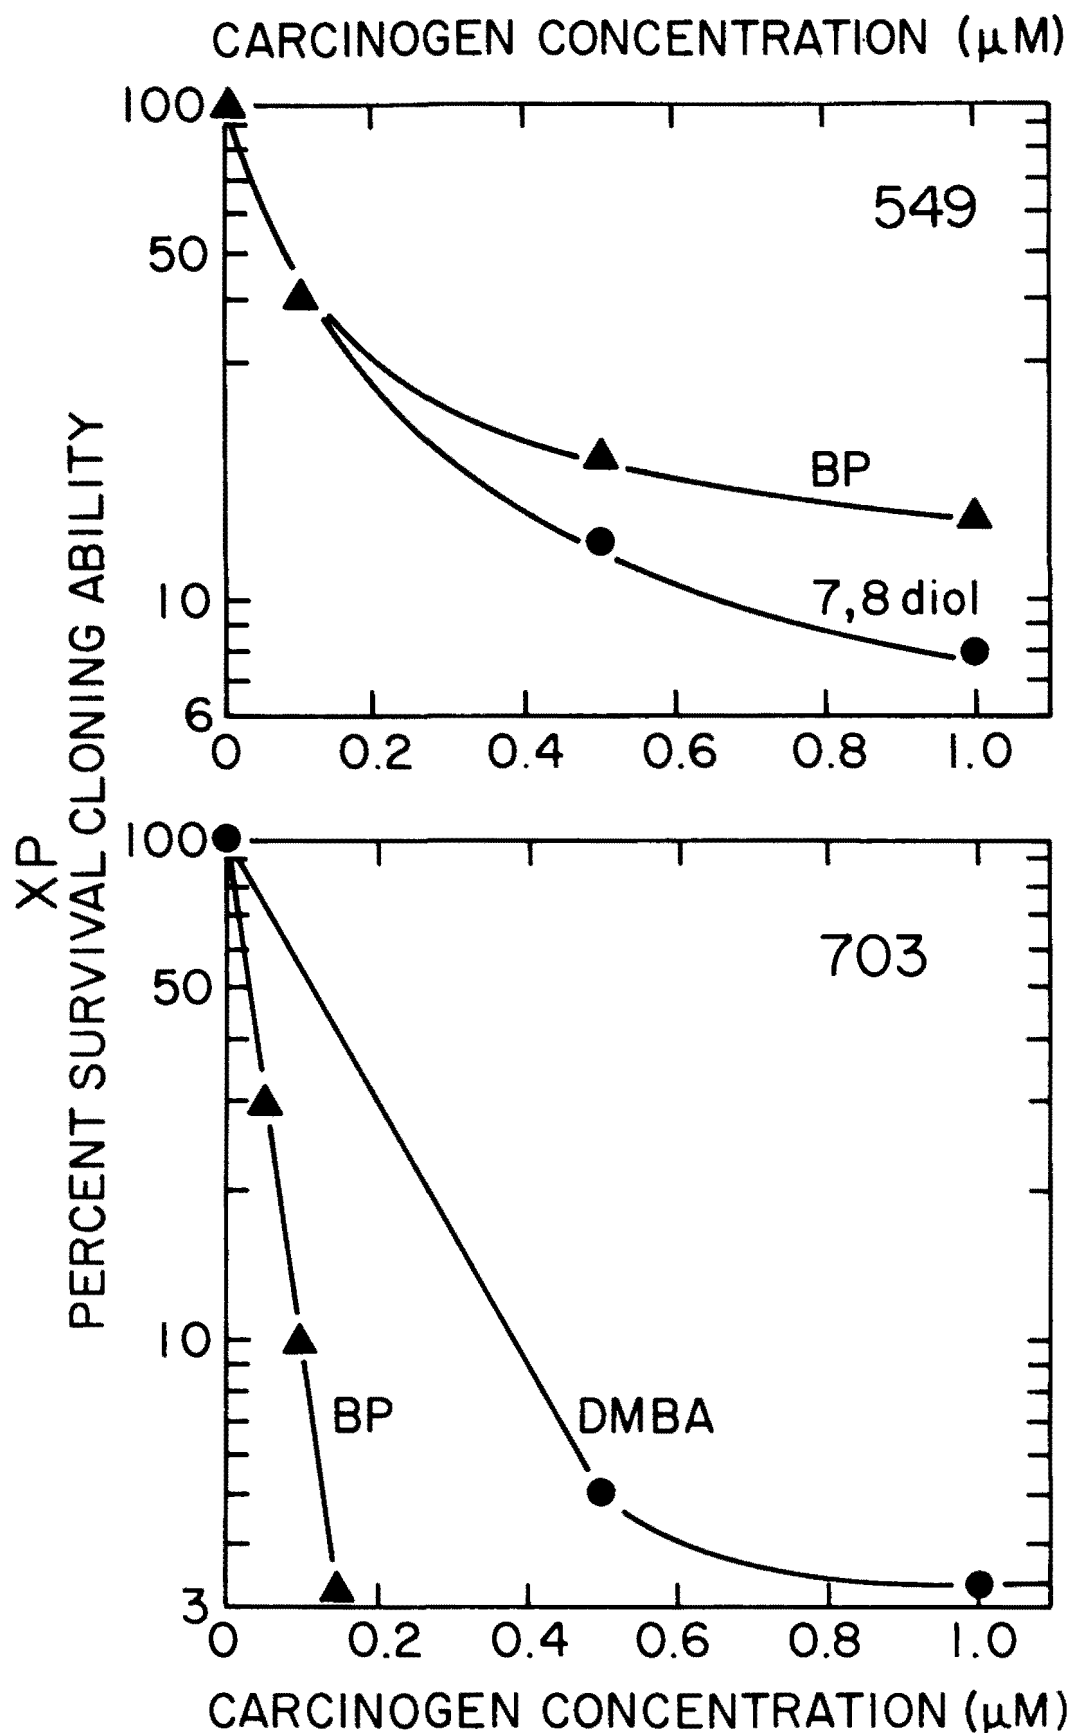 CARCINOGEN CONCENTRATION (μM)
100
549
50
BP
10
7,8 diol
6
0 0.2 0.4 0.6 0.8 1.0
XP
PERCENT SURVIVAL CLONING ABILITY
100
703
50
10
BP
DMBA
3
0 0.2 0.4 0.6 0.8 1.0
CARCINOGEN CONCENTRATION (μM)